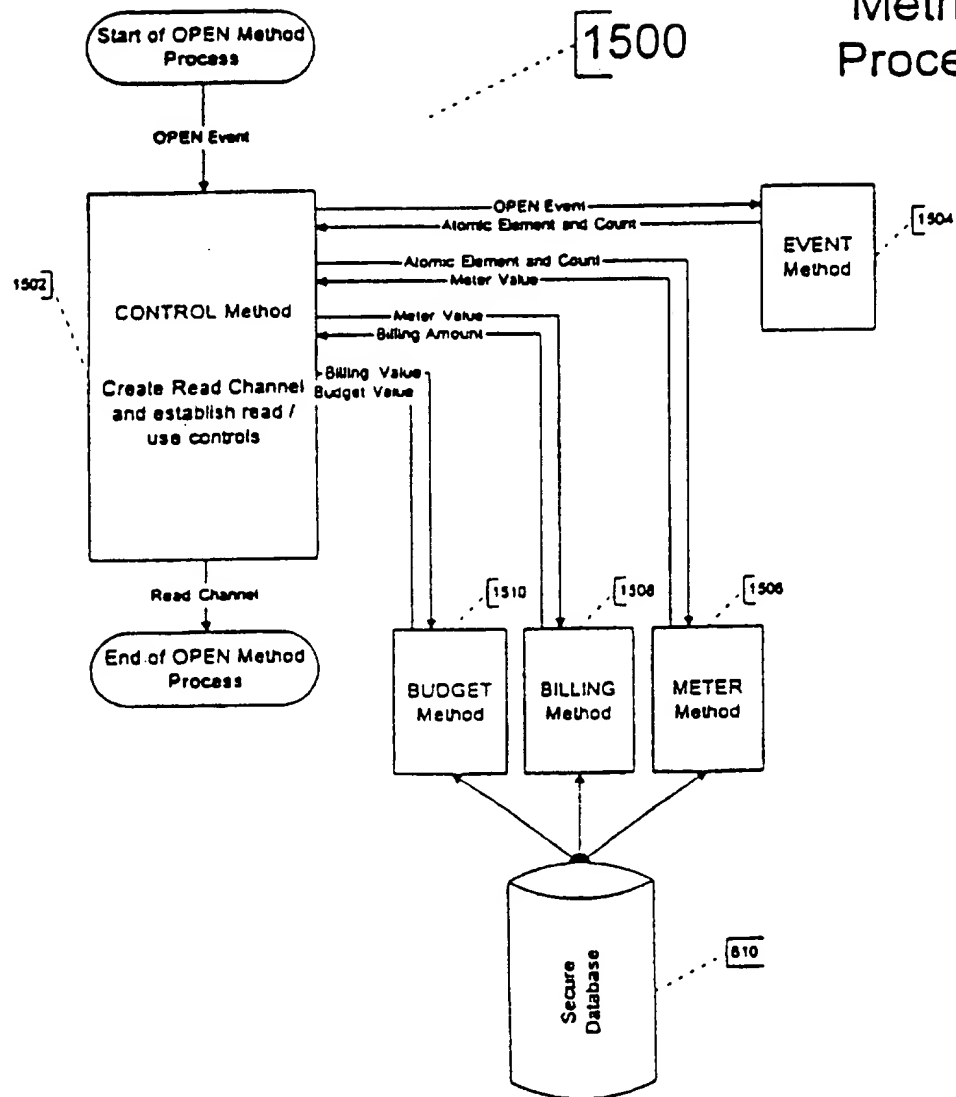 Start of OPEN Method
Process
1500
Proce
OPEN Event
OPEN Event
Atomic Element and Count
EVENT
Method
1504
Atomic Element and Count
Meter Value
1502
CONTROL Method
Meter Value
Billing Amount
Create Read Channel
and establish read /
use controls
Billing Value
Budget Value
Read Channel
1510
1508
1506
End of OPEN Method
Process
BUDGET
Method
BILLING
Method
METER
Method
Secure
Database
610